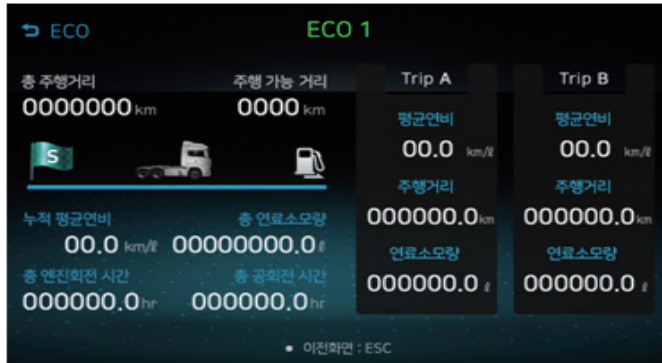 ECO
ECO 1
총 주행거리 주행 가능 거리
0000000 km 0000 km
S
누적 평균연비 총 연료소모량
00.0 km/ℓ 00000000.0 ℓ
총 엔진회전 시간 총 공회전 시간
000000.0 hr 000000.0 hr
Trip A
평균연비
00.0 km/ℓ
주행거리
000000.0 km
연료소모량
000000.0 ℓ
Trip B
평균연비
00.0 km/ℓ
주행거리
000000.0 km
연료소모량
000000.0 ℓ
• 이전화면 : ESC